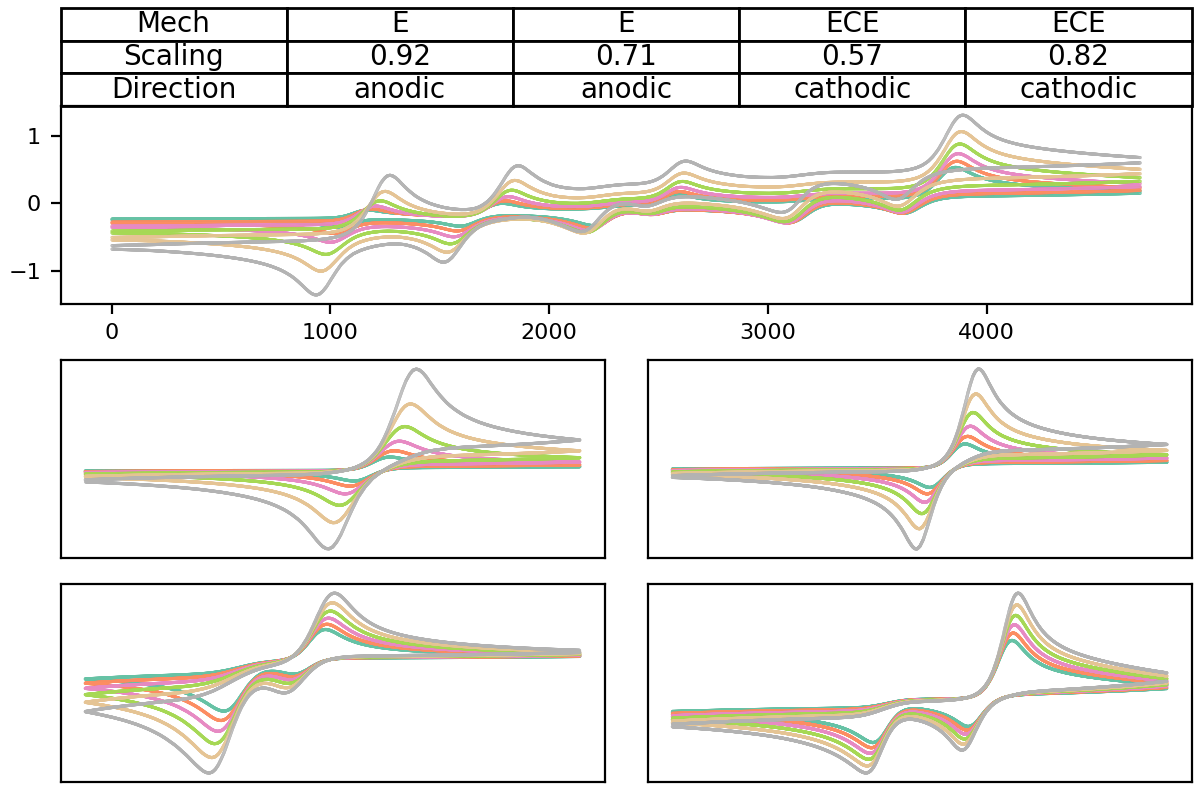 Mech E E ECE ECE
Scaling 0.92 0.71 0.57 0.82
Direction anodic anodic cathodic cathodic
1
0
−1
0 1000 2000 3000 4000